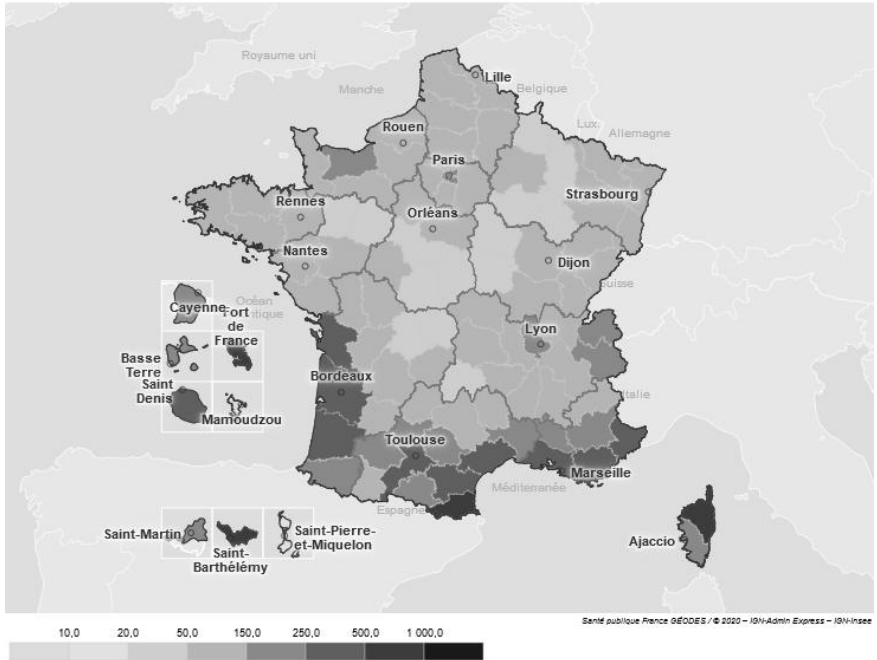 Royaume uni
Lille
Manche
Belgique
Rouen
Lux.
Allemagne
Paris
Strasbourg
Rennes
Orléans
Nantes
Dijon
Suisse
Océan
Cayenne
Fort
ntique
de
France
Lyon
Basse
Terre
Bordeaux
Saint
Denis
Italie
Mamoudzou
Toulouse
Marseille
Méditerranée
Espagne
Saint-Martin
Saint-Pierre-
et-Miquelon
Saint-
Barthélémy
Ajaccio
Santé publique France GÉODES / © 2020 – IGN-Admin Express – IGN-Insee
10,0 20,0 50,0 150,0 250,0 500,0 1 000,0